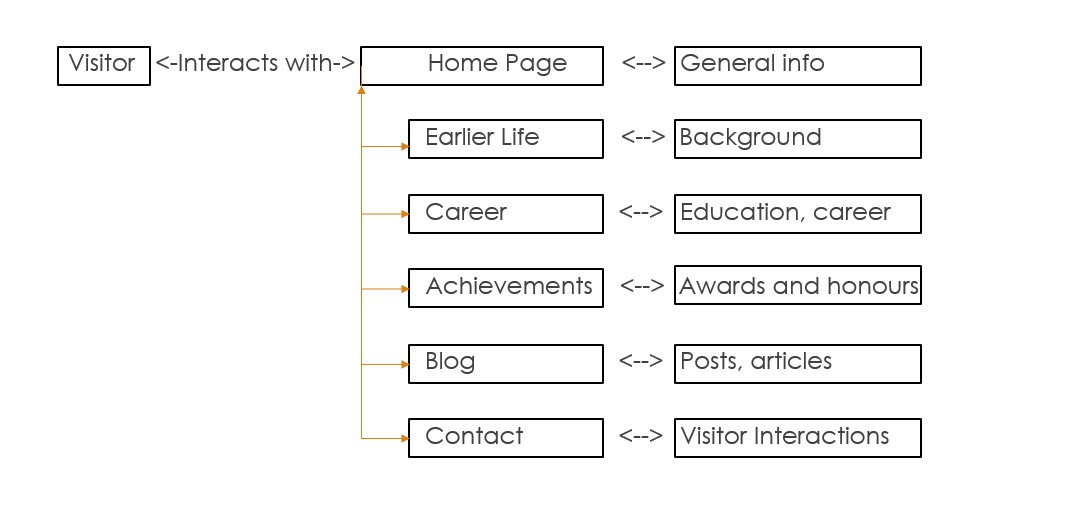 Visitor <-Interacts with-> Home Page <--> General info
Earlier Life <--> Background
Career <--> Education, career
Achievements <--> Awards and honours
Blog <--> Posts, articles
Contact <--> Visitor Interactions